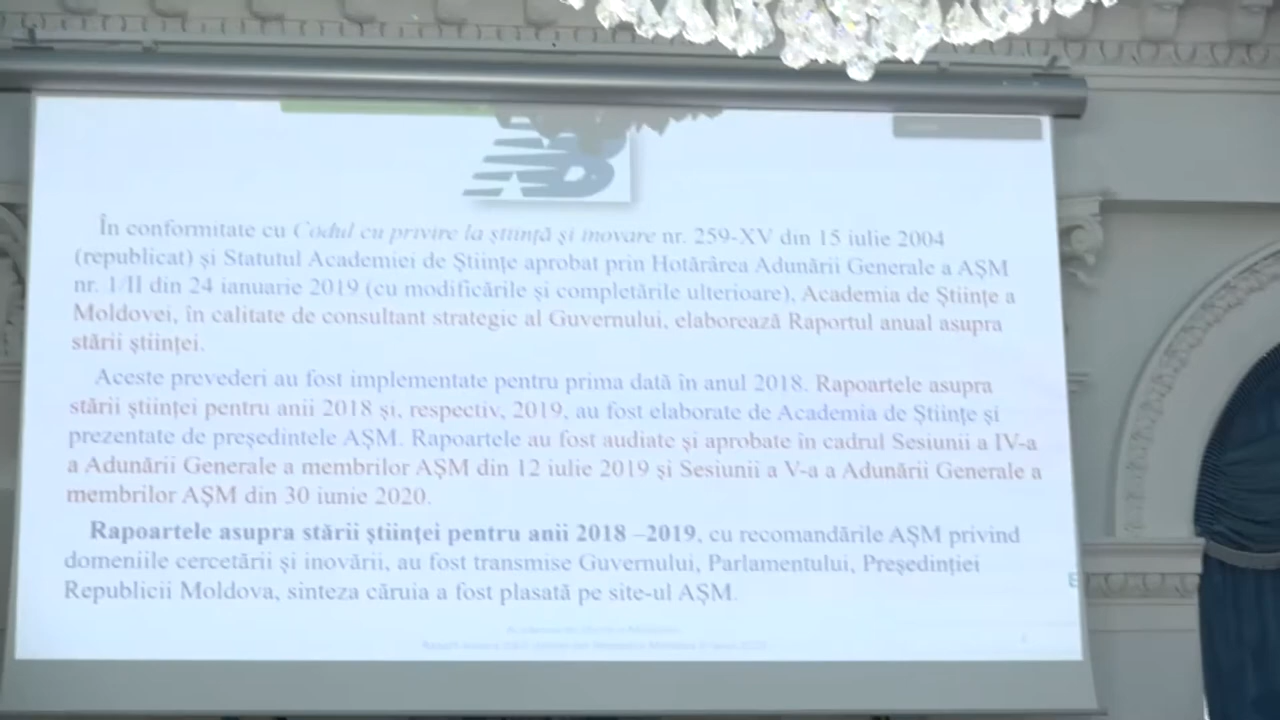 În conformitate cu Codul cu privire la știință și inovare nr. 259-XV din 15 iulie 2004
(republicat) și Statutul Academiei de Științe aprobat prin Hotărârea Adunării Generale a AȘM
nr. 1/II din 24 ianuarie 2019 (cu modificările și completările ulterioare), Academia de Științe a
Moldovei, în calitate de consultant strategic al Guvernului, elaborează Raportul anual asupra
stării științei.
Aceste prevederi au fost implementate pentru prima dată în anul 2018. Rapoartele asupra
stării științei pentru anii 2018 și, respectiv, 2019, au fost elaborate de Academia de Științe și
prezentate de președintele AȘM. Rapoartele au fost audiate și aprobate în cadrul Sesiunii a IV-a
a Adunării Generale a membrilor AȘM din 12 iulie 2019 și Sesiunii a V-a a Adunării Generale a
membrilor AȘM din 30 iunie 2020.
Rapoartele asupra stării științei pentru anii 2018 –2019, cu recomandările AȘM privind
domeniile cercetării și inovării, au fost transmise Guvernului, Parlamentului, Președinției
Republicii Moldova, sinteza căruia a fost plasată pe site-ul AȘM.